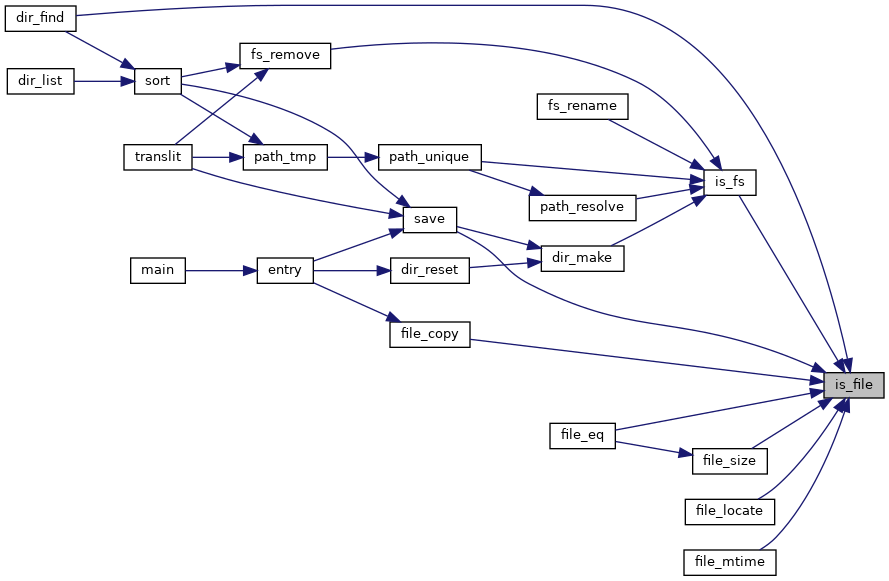 dir_find
fs_remove
dir_list
sort
fs_rename
translit
path_tmp
path_unique
is_fs
path_resolve
save
main
entry
dir_reset
dir_make
file_copy
is_file
file_eq
file_size
file_locate
file_mtime